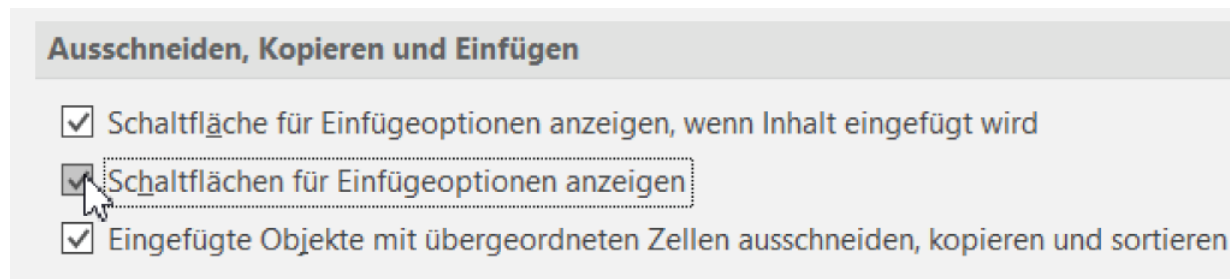 Ausschneiden, Kopieren und Einfügen
Schaltfläche für Einfügeoptionen anzeigen, wenn Inhalt eingefügt wird
Schaltflächen für Einfügeoptionen anzeigen
Eingefügte Objekte mit übergeordneten Zellen ausschneiden, kopieren und sortieren